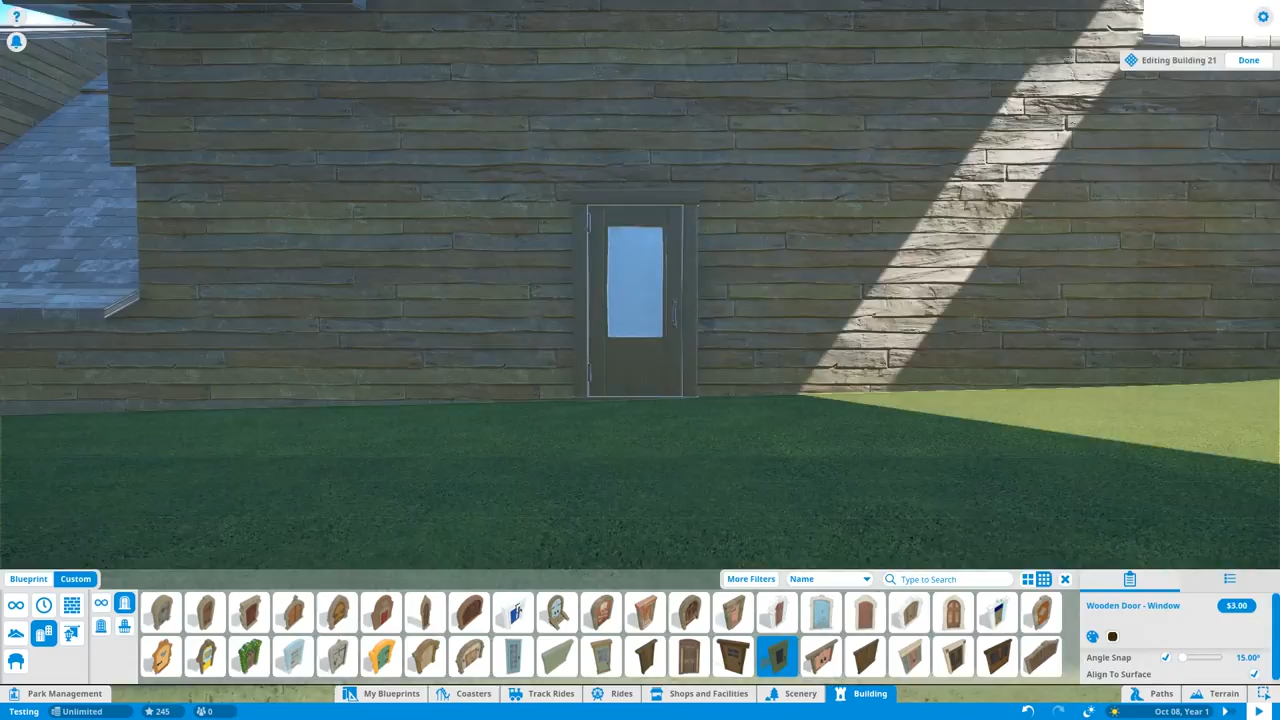 ?
Editing Building 21 Done
Blueprint Custom
More Filters Name Type to Search
Wooden Door - Window $3.00
Angle Snap 15.00°
Align To Surface
Park Management My Blueprints Coasters Track Rides Rides Shops and Facilities Scenery Building Paths Terrain
Testing Unlimited 245 0 Oct 08, Year 1